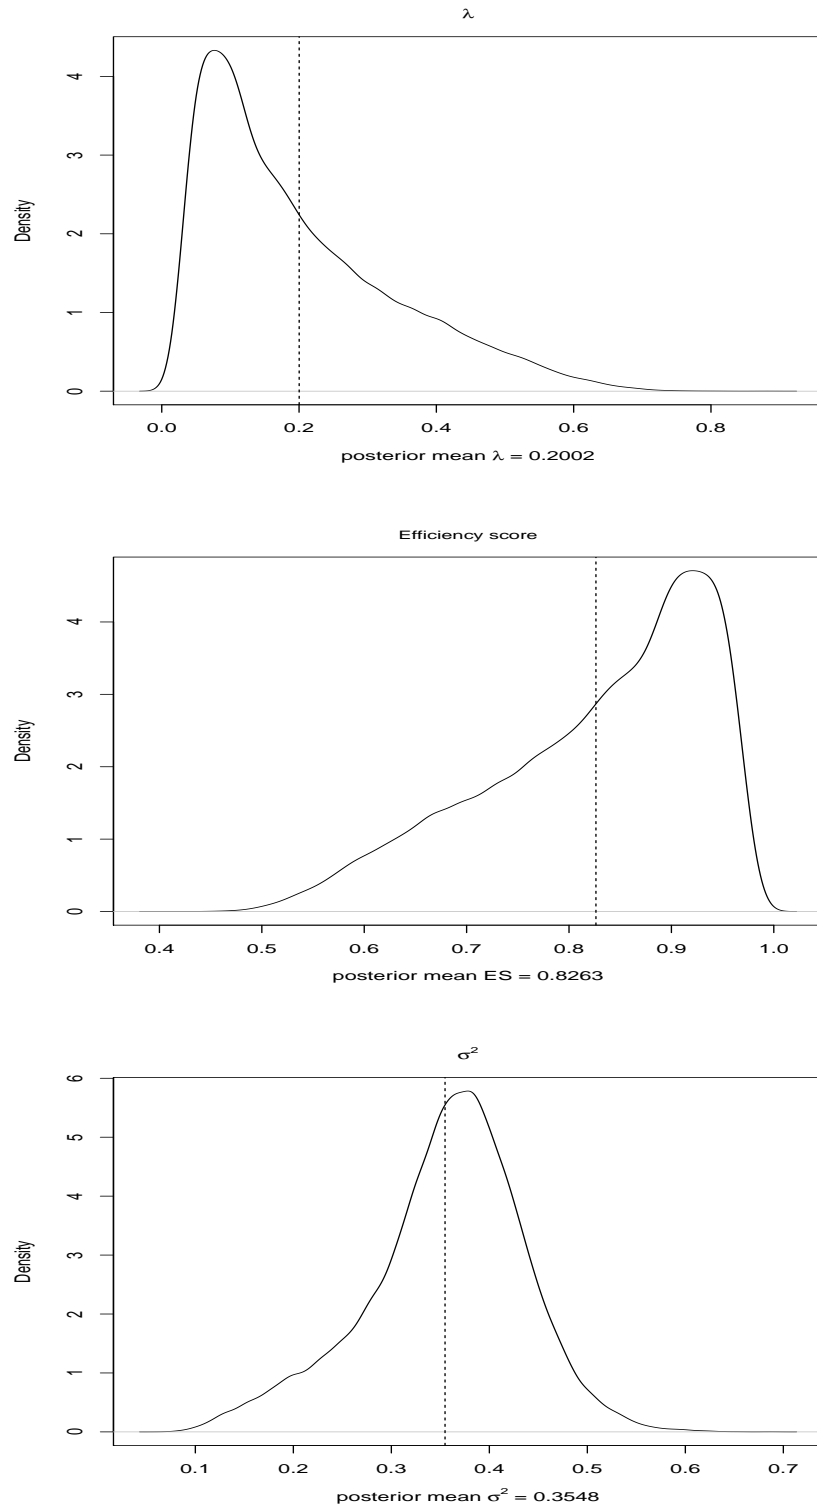 λ
4
3
2
1
0
Density
0.0 0.2 0.4 0.6 0.8
posterior mean λ = 0.2002
Efficiency score
4
3
2
1
0
Density
0.4 0.5 0.6 0.7 0.8 0.9 1.0
posterior mean ES = 0.8263
σ²
6
5
4
3
2
1
0
Density
0.1 0.2 0.3 0.4 0.5 0.6 0.7
posterior mean σ² = 0.3548